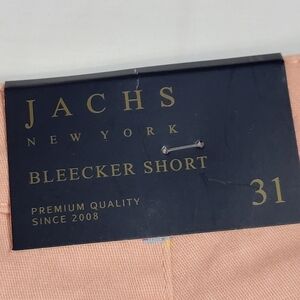 JACHS
NEW YORK
BLEECKER SHORT
PREMIUM QUALITY
SINCE 2008
31